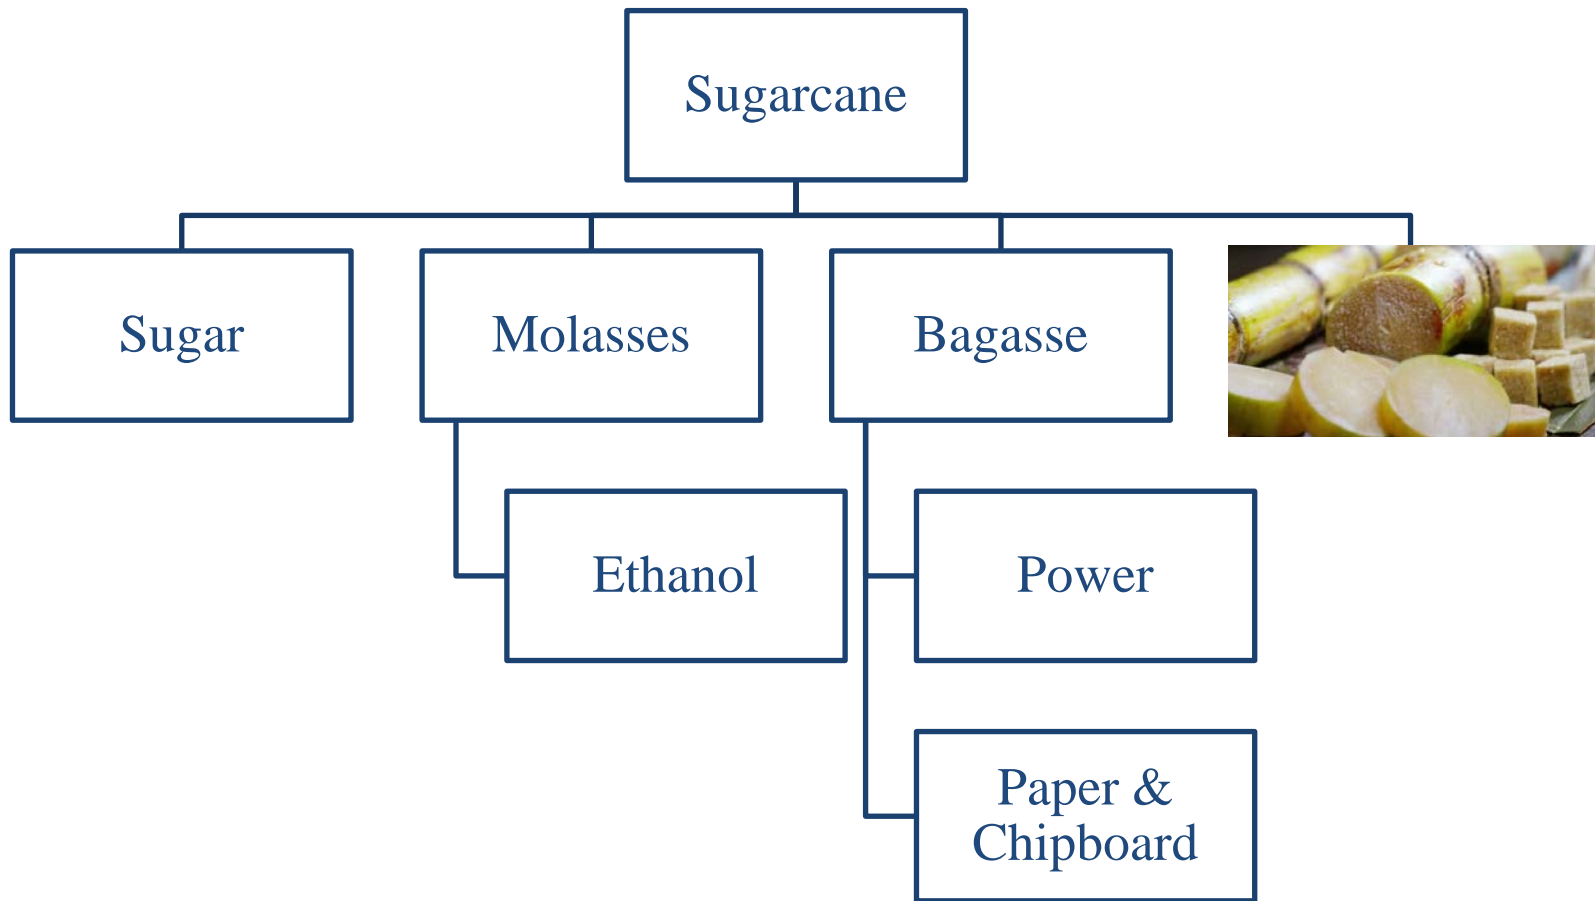 Sugarcane
Sugar
Molasses
Bagasse
Ethanol
Power
Paper &
Chipboard